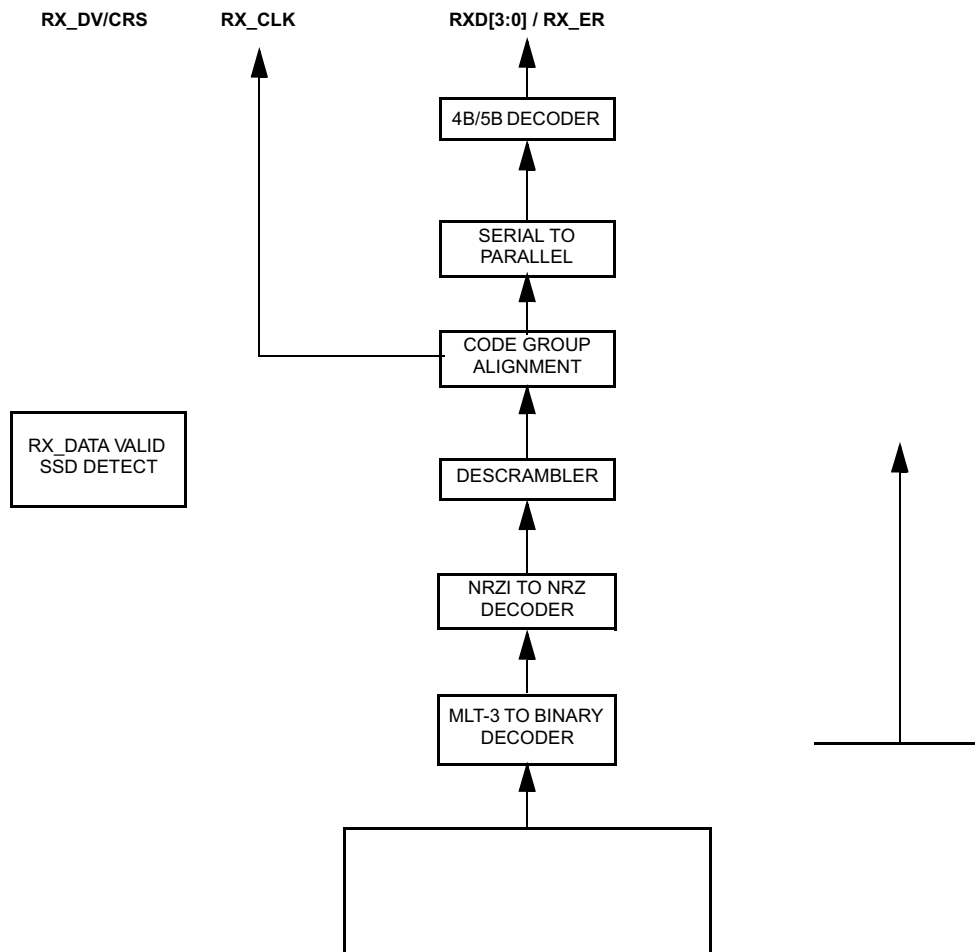 RX_DV/CRS RX_CLK RXD[3:0] / RX_ER
4B/5B DECODER
SERIAL TO
PARALLEL
CODE GROUP
ALIGNMENT
RX_DATA VALID
SSD DETECT
DESCRAMBLER
NRZI TO NRZ
DECODER
MLT-3 TO BINARY
DECODER